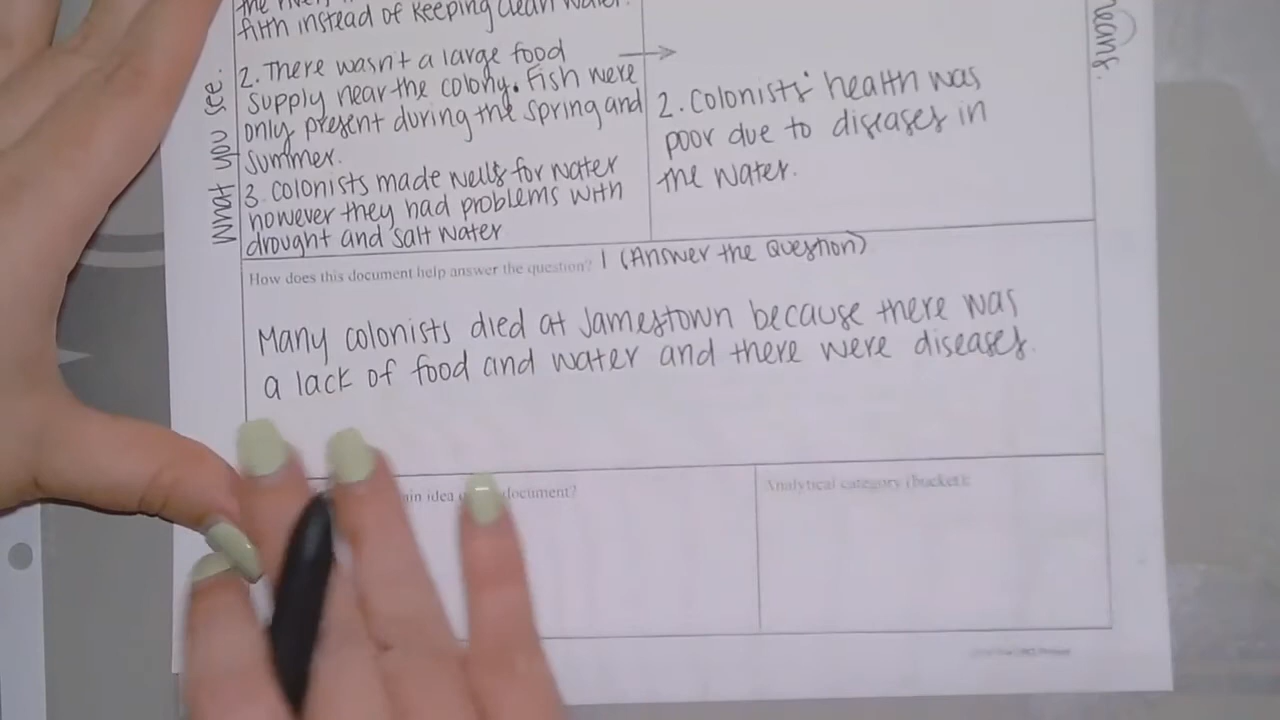 the
filth instead of keeping clean water.
2. There wasn't a large food
supply near the colony. Fish were
only present during the spring and
summer.
3. colonists made wells for water
however they had problems with
drought and salt water
What you see:
2. Colonists' health was
poor due to diseases in
the water.
means.
How does this document help answer the question? 1 (Answer the Question)
Many colonists died at Jamestown because there was
a lack of food and water and there were diseases.
ain idea document?
Analytical category (bucket):